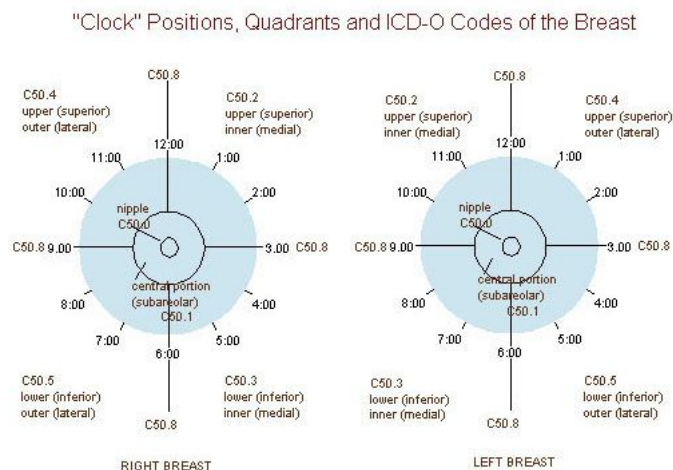 "Clock" Positions, Quadrants and ICD-O Codes of the Breast
C50.8
C50.4
upper (superior)
outer (lateral)
C50.2
upper (superior)
inner (medial)
12:00
11:00
1:00
10:00
2:00
nipple
C50.0
C50.8
9.00
3.00
C50.8
central portion
(subareolar)
C50.1
8:00
4:00
7:00
5:00
6:00
C50.5
lower (inferior)
outer (lateral)
C50.3
lower (inferior)
inner (medial)
C50.8
RIGHT BREAST
C50.8
C50.2
upper (superior)
inner (medial)
C50.4
upper (superior)
outer (lateral)
12:00
11:00
1:00
10:00
2:00
nipple
C50.0
C50.8
9.00
3.00
C50.8
central portion
(subareolar)
C50.1
8:00
4:00
7:00
5:00
6:00
C50.3
lower (inferior)
inner (medial)
C50.5
lower (inferior)
outer (lateral)
C50.8
LEFT BREAST